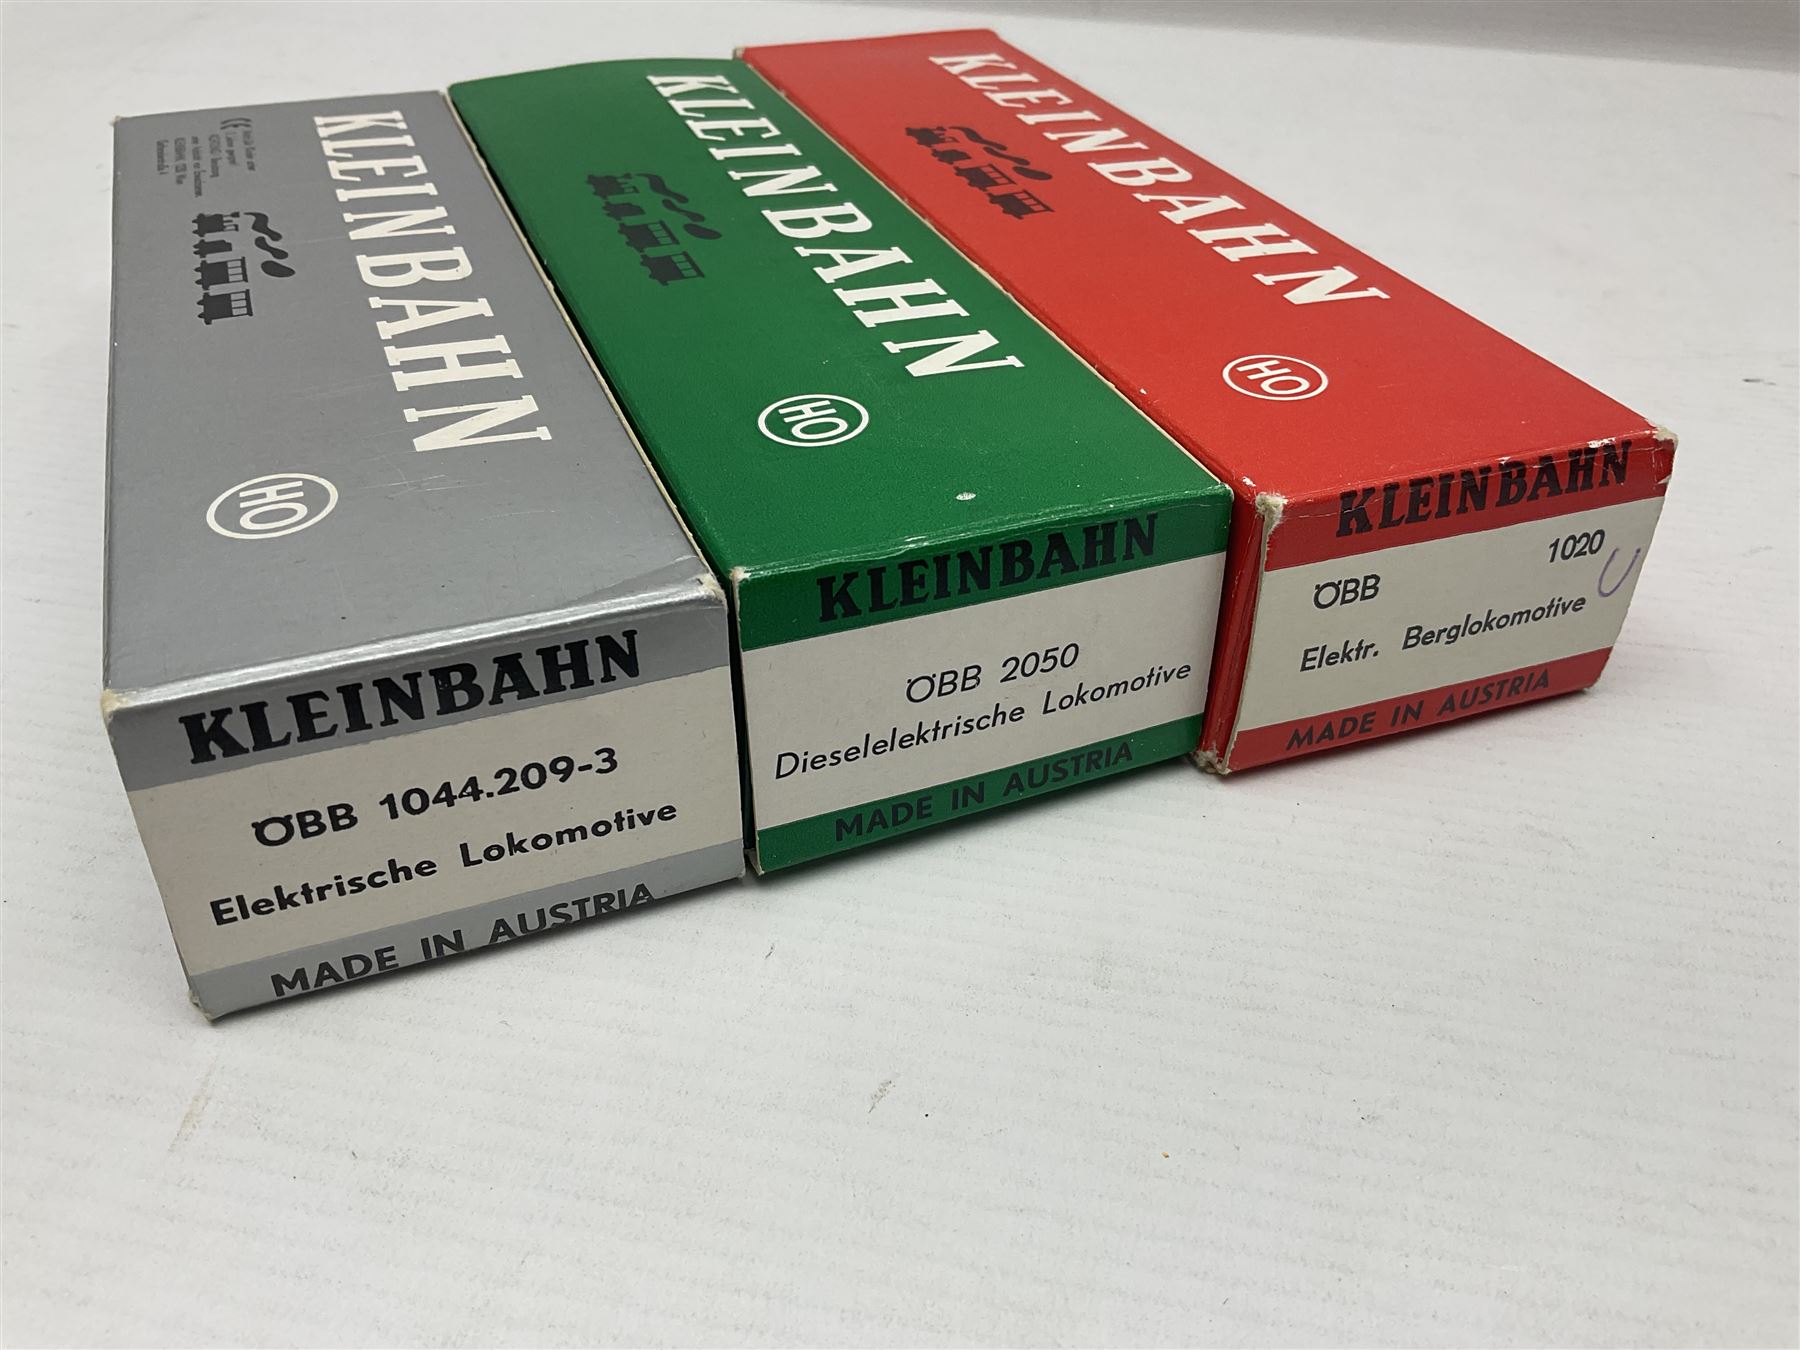 KLEINBAHN
HO
KLEINBAHN
ÖBB 1044.209-3
Elektrische Lokomotive
MADE IN AUSTRIA
KLEINBAHN
HO
KLEINBAHN
ÖBB 2050
Dieselelektrische Lokomotive
MADE IN AUSTRIA
KLEINBAHN
HO
KLEINBAHN
1020
ÖBB
Elektr. Berglokomotive
MADE IN AUSTRIA